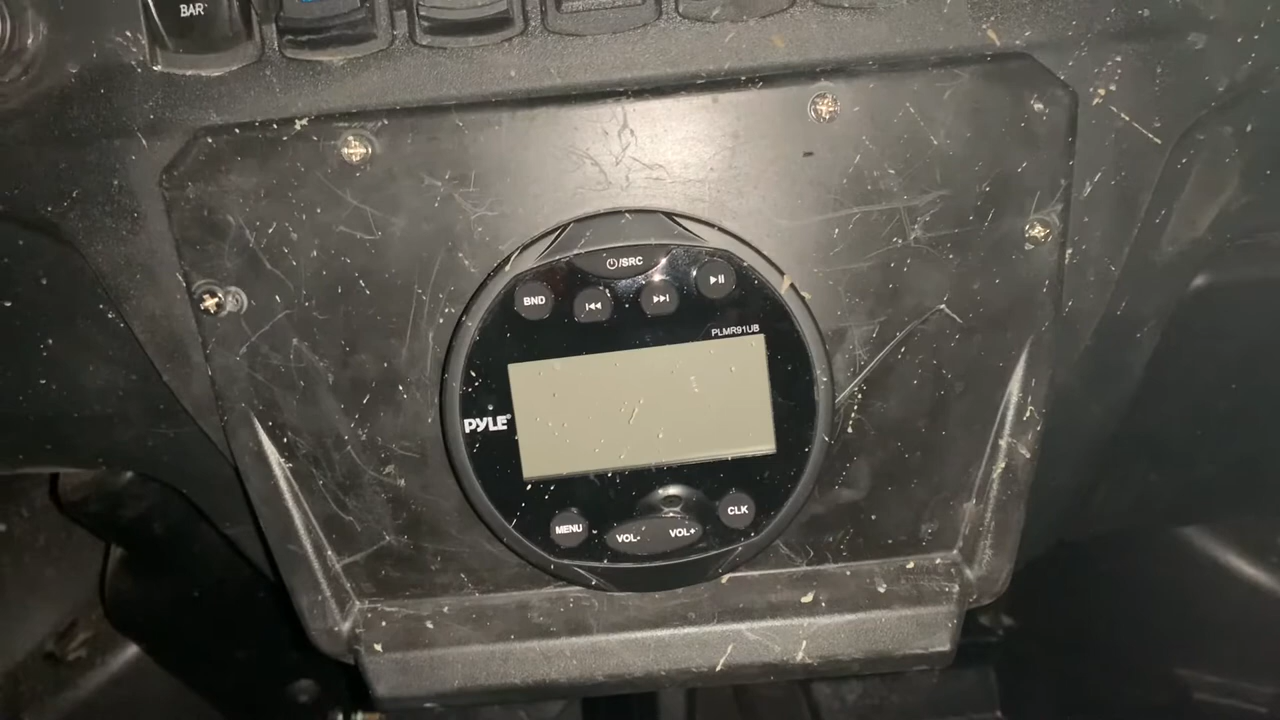 BAR
⏻/SRC
BND
PLMR91UB
PYLE®
MENU
VOL- VOL+
CLK